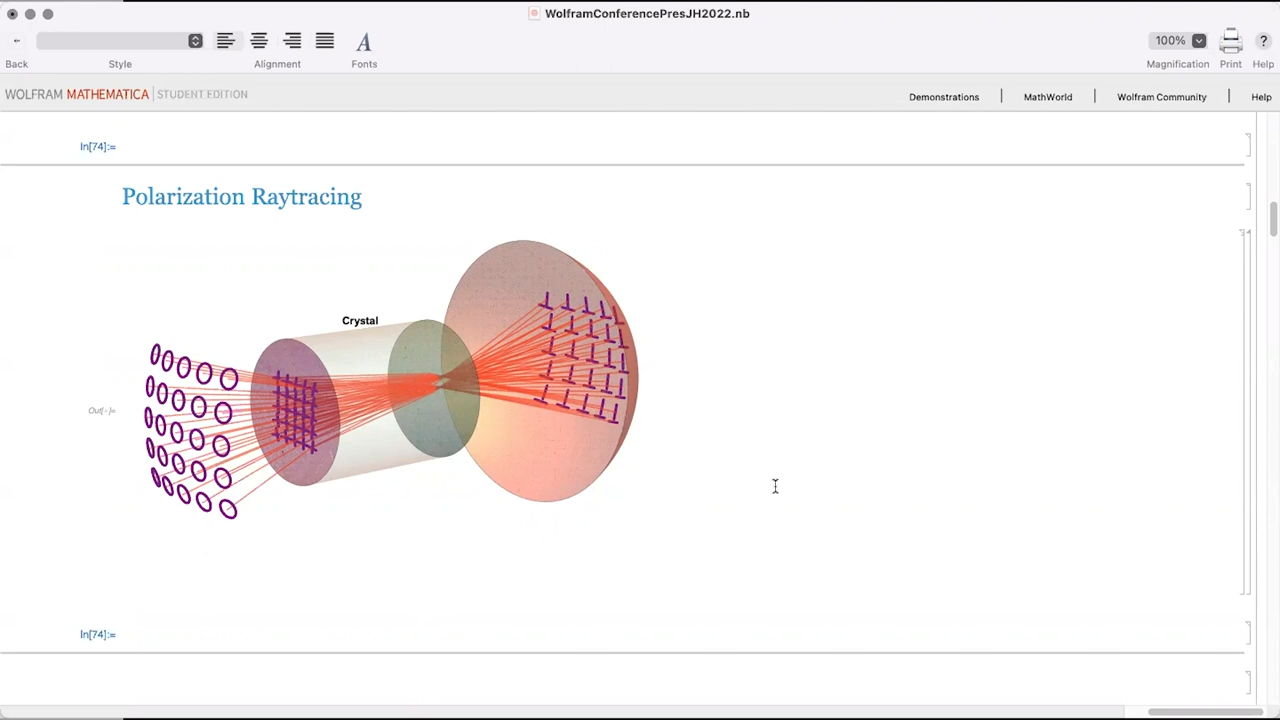 WolframConferencePresJH2022.nb
100%
Back
Style
Alignment
Fonts
Magnification
Print
Help
WOLFRAM MATHEMATICA | STUDENT EDITION
Demonstrations | MathWorld | Wolfram Community | Help
In[74]:=
Polarization Raytracing
Crystal
Out[-]=
In[74]:=